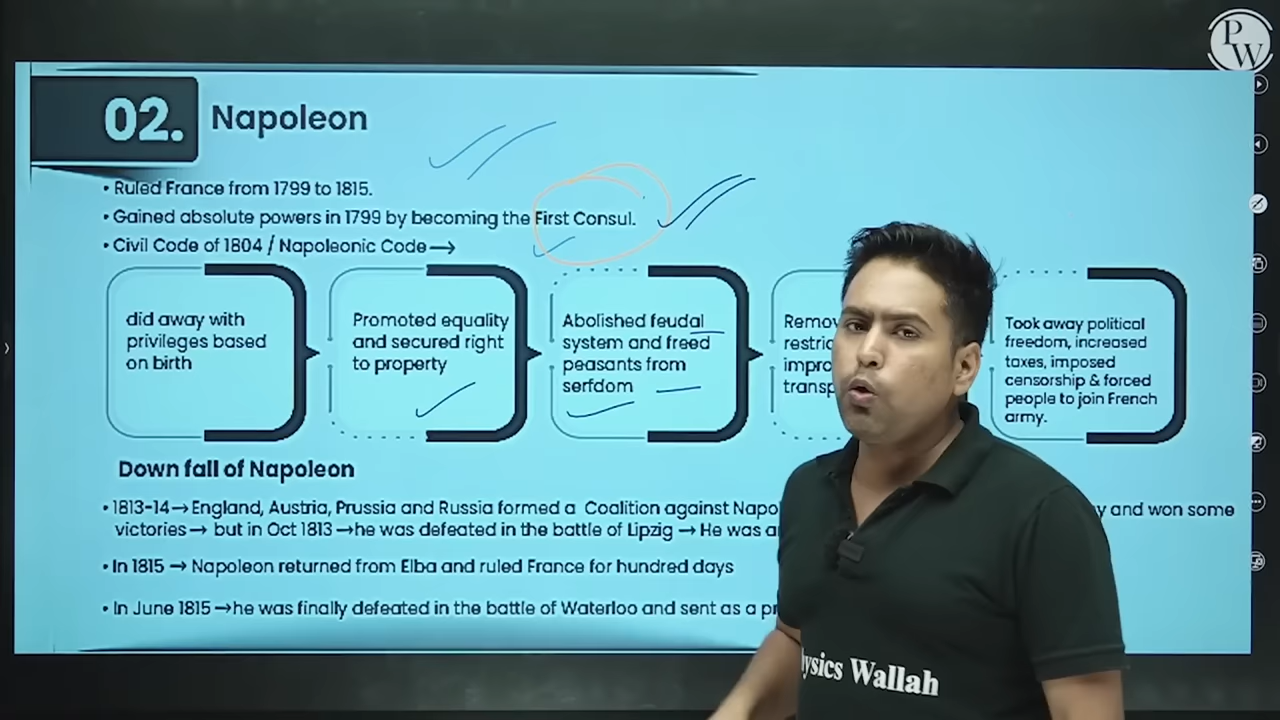 PW
02. Napoleon
• Ruled France from 1799 to 1815.
• Gained absolute powers in 1799 by becoming the First Consul.
• Civil Code of 1804 / Napoleonic Code →
did away with
privileges based
on birth
Promoted equality
and secured right
to property
Abolished feudal
system and freed
peasants from
serfdom
Took away political
freedom, increased
taxes, imposed
censorship & forced
people to join French
army.
Down fall of Napoleon
• 1813-14 → England, Austria, Prussia and Russia formed a Coalition against and won some
victories → but in Oct 1813 → he was defeated in the battle of Lipzig → He was
• In 1815 → Napoleon returned from Elba and ruled France for hundred days
• In June 1815 → he was finally defeated in the battle of Waterloo and sent as a
Wallah